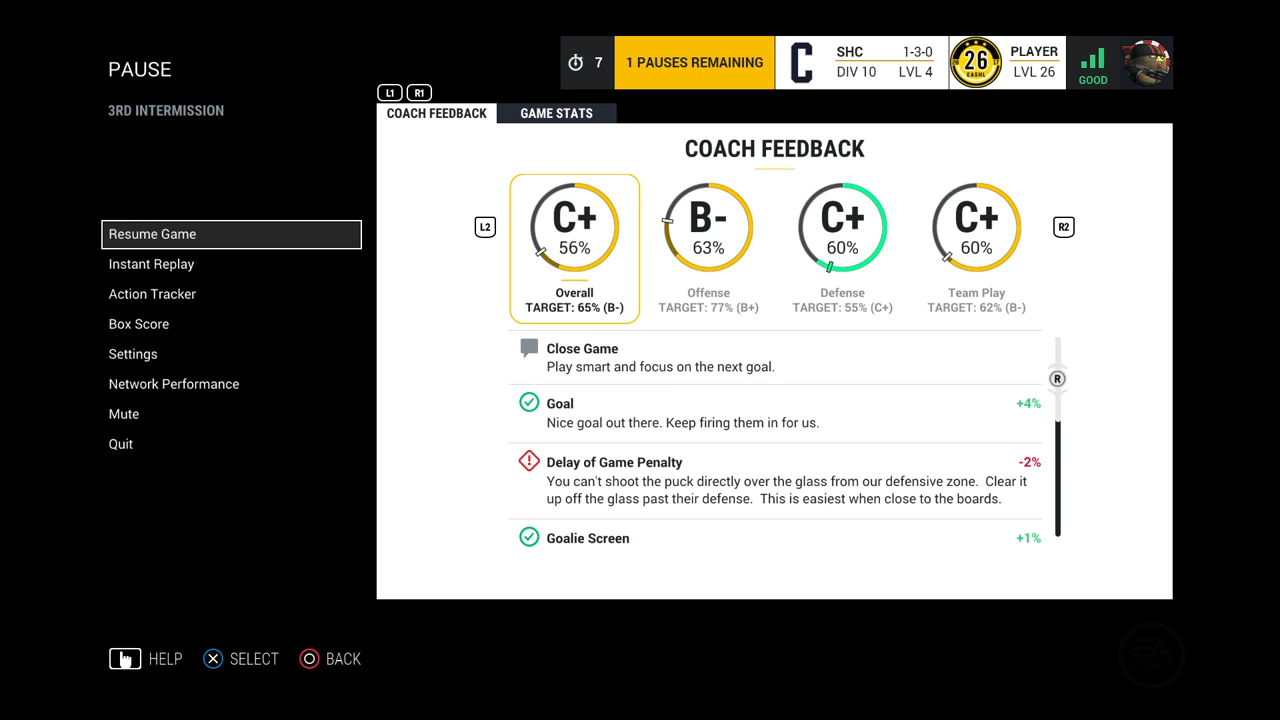 PAUSE
3RD INTERMISSION
7
1 PAUSES REMAINING
C
SHC 1-3-0
DIV 10 LVL 4
26
EASHL
PLAYER
LVL 26
GOOD
L1 R1
COACH FEEDBACK GAME STATS
COACH FEEDBACK
L2
C+
56%
Overall
TARGET: 65% (B-)
B-
63%
Offense
TARGET: 77% (B+)
C+
60%
Defense
TARGET: 55% (C+)
C+
60%
Team Play
TARGET: 62% (B-)
R2
Resume Game
Instant Replay
Action Tracker
Box Score
Settings
Network Performance
Mute
Quit
Close Game
Play smart and focus on the next goal.
R
Goal +4%
Nice goal out there. Keep firing them in for us.
Delay of Game Penalty -2%
You can't shoot the puck directly over the glass from our defensive zone. Clear it
up off the glass past their defense. This is easiest when close to the boards.
Goalie Screen +1%
HELP SELECT BACK
EA
SPORTS